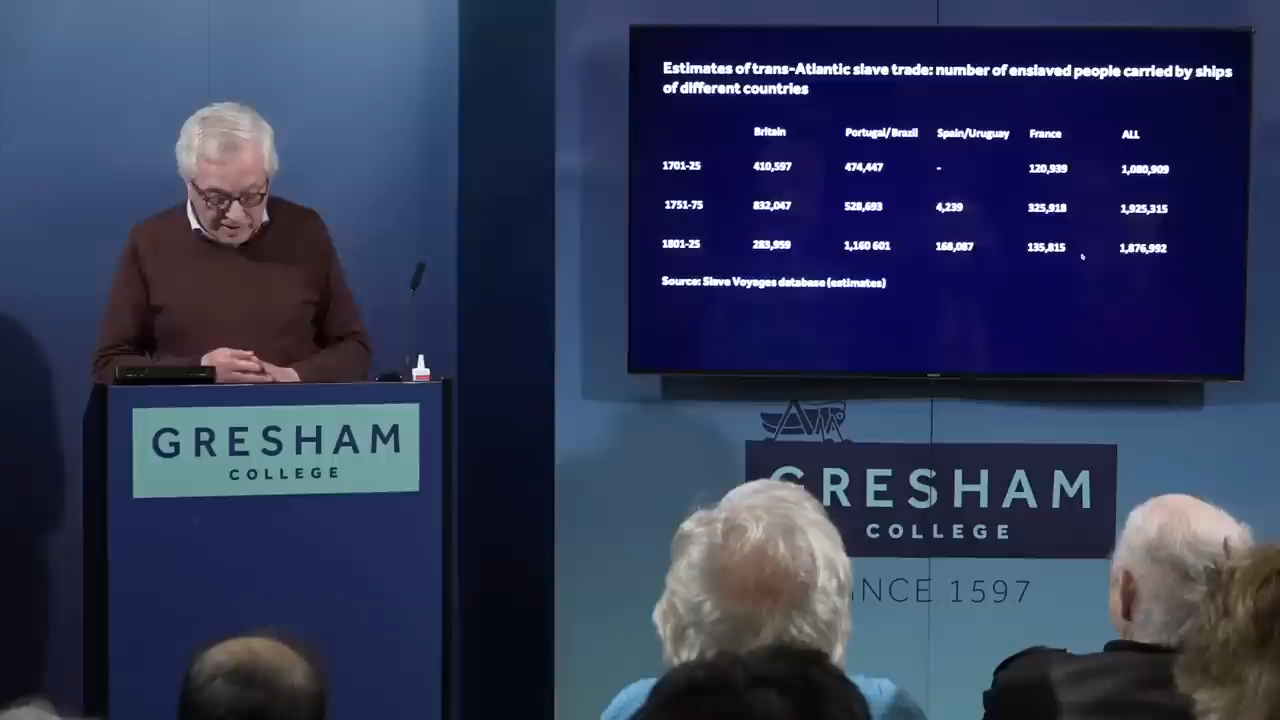 Estimates of trans-Atlantic slave trade: number of enslaved people carried by ships
of different countries
Britain Portugal/Brazil Spain/Uruguay France ALL
1701-25 410,597 474,447 - 120,939 1,080,909
1751-75 832,047 528,693 4,239 325,918 1,925,315
1801-25 283,959 1,160 601 168,087 135,815 1,876,992
Source: Slave Voyages database (estimates)
GRESHAM
COLLEGE
GRESHAM
COLLEGE
INCE 1597